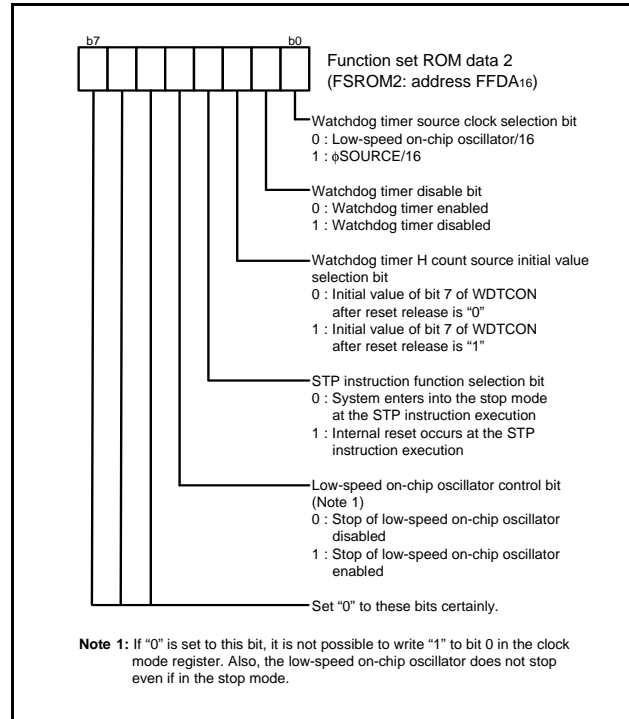 b7 b0
Function set ROM data 2
(FSROM2: address FFDA16)
Watchdog timer source clock selection bit
0 : Low-speed on-chip oscillator/16
1 : ϕSOURCE/16
Watchdog timer disable bit
0 : Watchdog timer enabled
1 : Watchdog timer disabled
Watchdog timer H count source initial value
selection bit
0 : Initial value of bit 7 of WDTCON
after reset release is “0”
1 : Initial value of bit 7 of WDTCON
after reset release is “1”
STP instruction function selection bit
0 : System enters into the stop mode
at the STP instruction execution
1 : Internal reset occurs at the STP
instruction execution
Low-speed on-chip oscillator control bit
(Note 1)
0 : Stop of low-speed on-chip oscillator
disabled
1 : Stop of low-speed on-chip oscillator
enabled
Set “0” to these bits certainly.
Note 1: If “0” is set to this bit, it is not possible to write “1” to bit 0 in the clock
mode register. Also, the low-speed on-chip oscillator does not stop
even if in the stop mode.